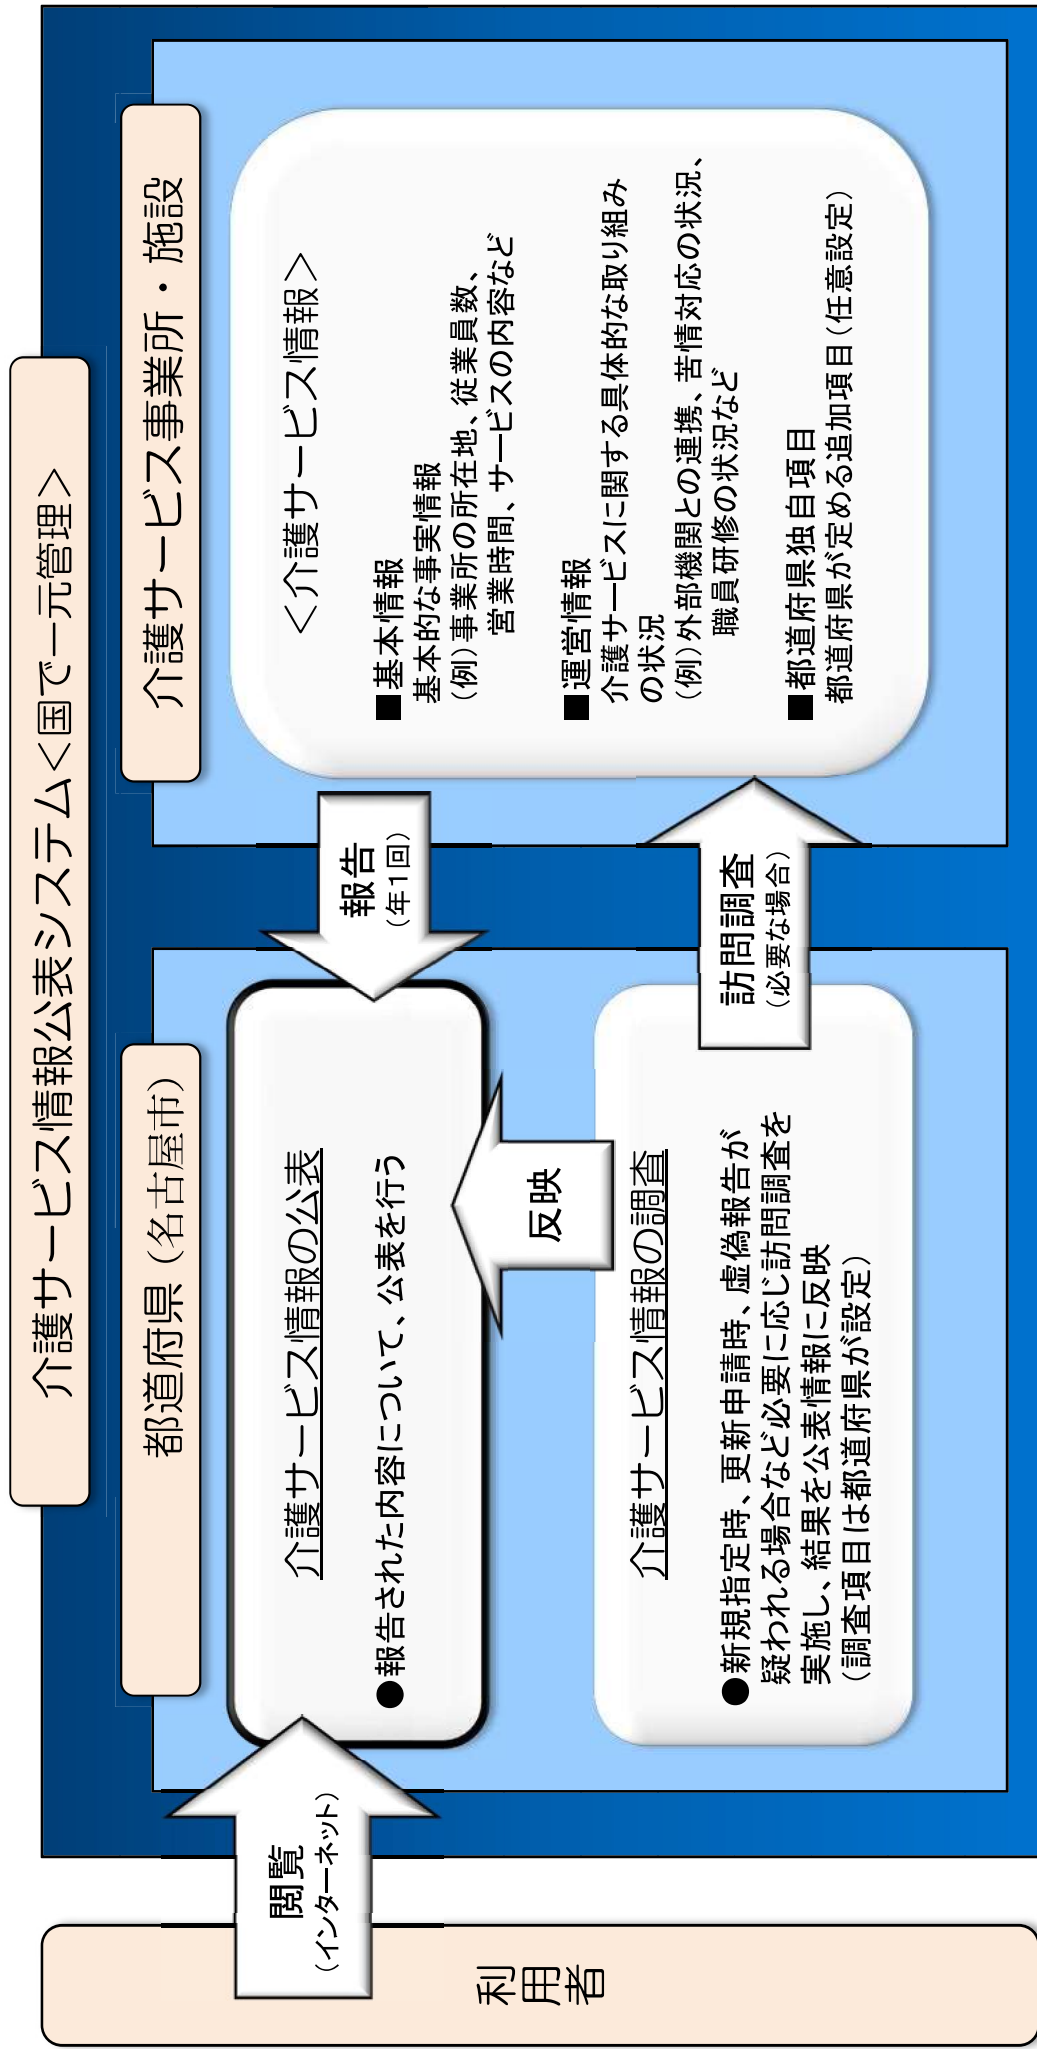 介護サービス情報公表システム＜国で一元管理＞
利用者
閲覧
（インターネット）
都道府県（名古屋市）
介護サービス情報の公表
●報告された内容について、公表を行う
反映
介護サービス情報の調査
●新規指定時、更新申請時、虚偽報告が
疑われる場合など必要に応じ訪問調査を
実施し、結果を公表情報に反映
（調査項目は都道府県が設定）
報告
（年１回）
訪問調査
（必要な場合）
介護サービス事業所・施設
＜介護サービス情報＞
■基本情報
基本的な事実情報
（例）事業所の所在地、従業員数、
営業時間、サービスの内容など
■運営情報
介護サービスに関する具体的な取り組み
の状況
（例）外部機関との連携、苦情対応の状況、
職員研修の状況など
■都道府県独自項目
都道府県が定める追加項目（任意設定）